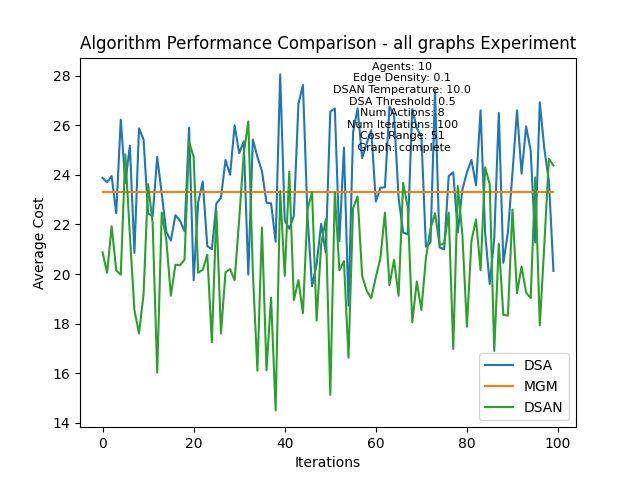 Algorithm Performance Comparison - all graphs Experiment
Agents: 10
Edge Density: 0.1
DSAN Temperature: 10.0
DSA Threshold: 0.5
Num Actions: 8
Num Iterations: 100
Cost Range: 51
Graph: complete
28
26
24
22
20
18
16
14
Average Cost
0 20 40 60 80 100
Iterations
DSA
MGM
DSAN